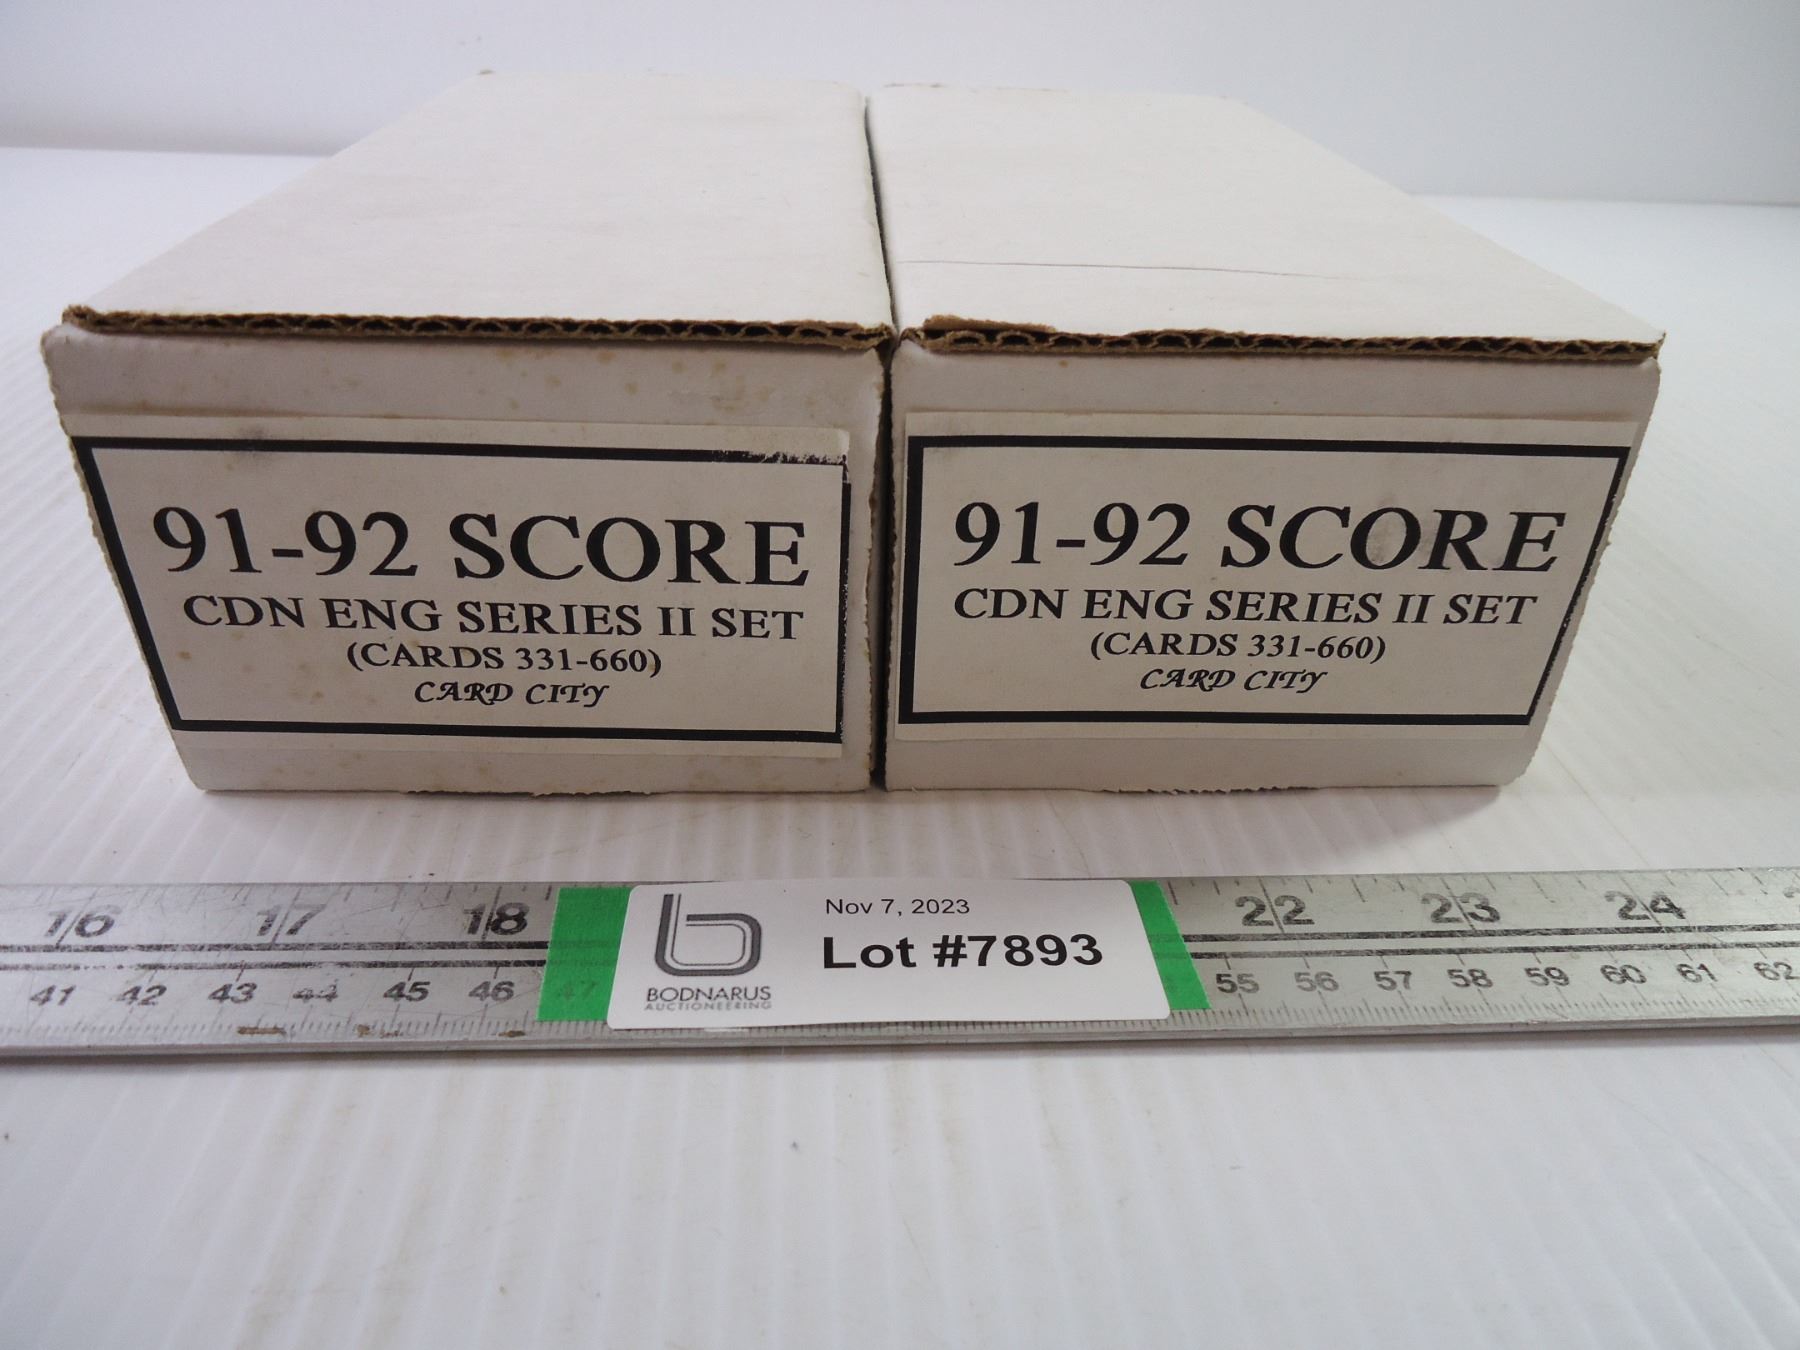 91-92 SCORE
CDN ENG SERIES II SET
(CARDS 331-660)
CARD CITY
91-92 SCORE
CDN ENG SERIES II SET
(CARDS 331-660)
CARD CITY
16 17 18 22 23 24
41 42 43 44 45 46 47 55 56 57 58 59 60 61 62
Nov 7, 2023
Lot #7893
BODNARUS
AUCTIONEERING